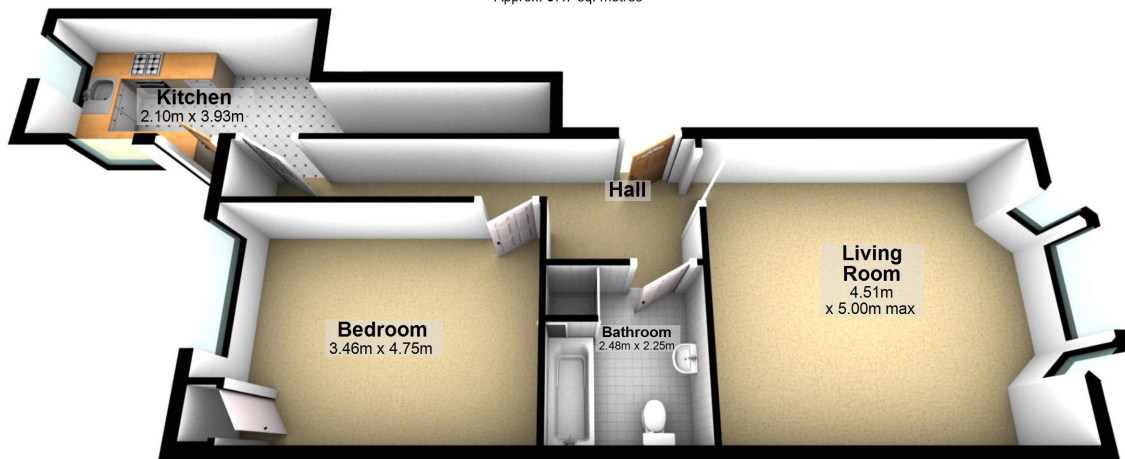 Kitchen
2.10m x 3.93m
Hall
Living
Room
4.51m
x 5.00m max
Bedroom
3.46m x 4.75m
Bathroom
2.48m x 2.25m